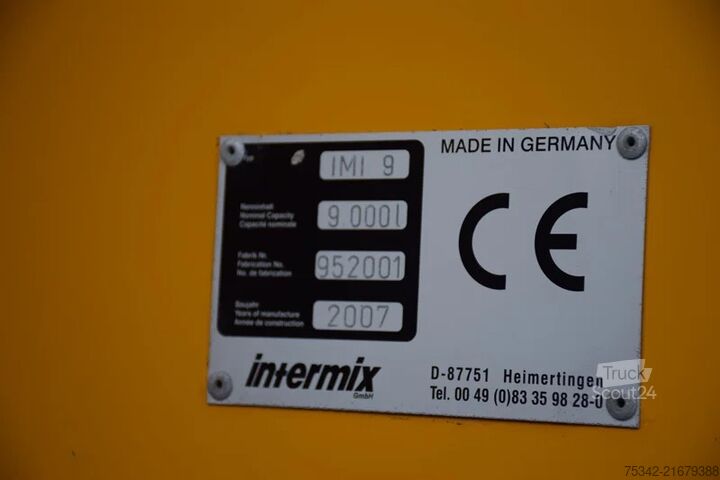 Typ
IMI 9
Nenninhalt
Nominal Capacity
Capacité nominale
9.000l
Fabrik Nr.
Fabrication No.
No. de fabrication
952001
Baujahr
Years of manufacture
Année de construction
2007
intermix
GmbH
MADE IN GERMANY
CE
D-87751 Heimertingen
Tel. 00 49 (0)83 35 98 28-0
Truck
Scout24
75342-21679388